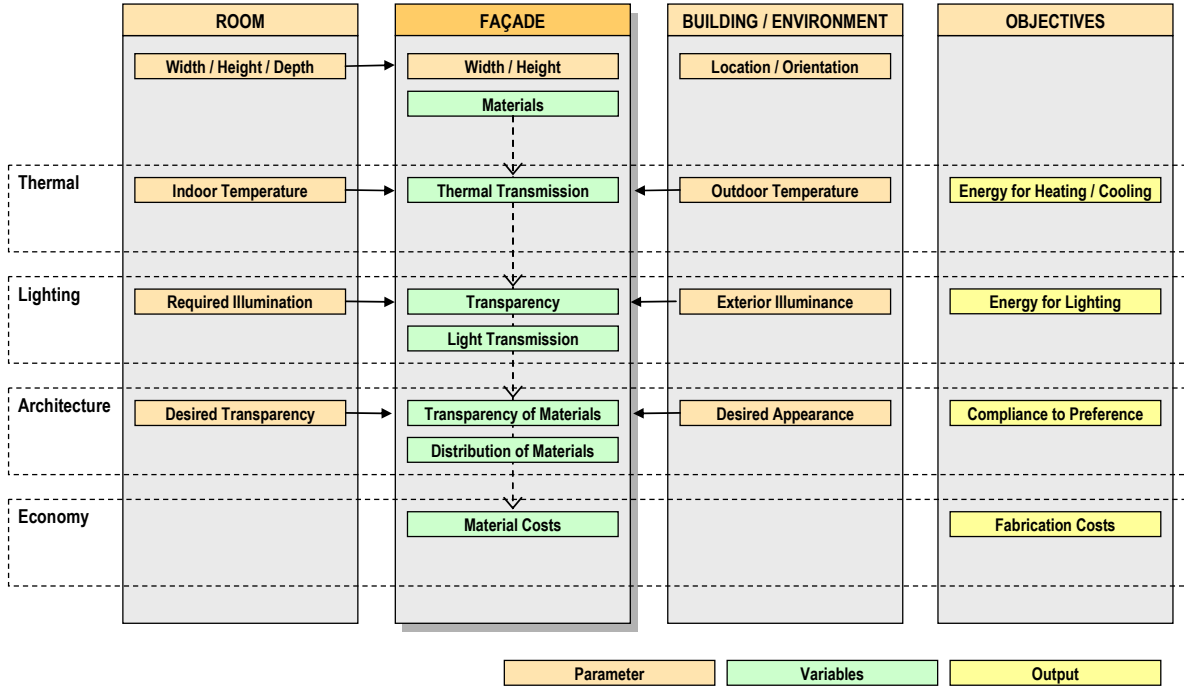 ROOM
FAÇADE
BUILDING / ENVIRONMENT
OBJECTIVES
Width / Height / Depth
Width / Height
Location / Orientation
Materials
Thermal
Indoor Temperature
Thermal Transmission
Outdoor Temperature
Energy for Heating / Cooling
Lighting
Required Illumination
Transparency
Exterior Illuminance
Energy for Lighting
Light Transmission
Architecture
Desired Transparency
Transparency of Materials
Desired Appearance
Compliance to Preference
Distribution of Materials
Economy
Material Costs
Fabrication Costs
Parameter
Variables
Output